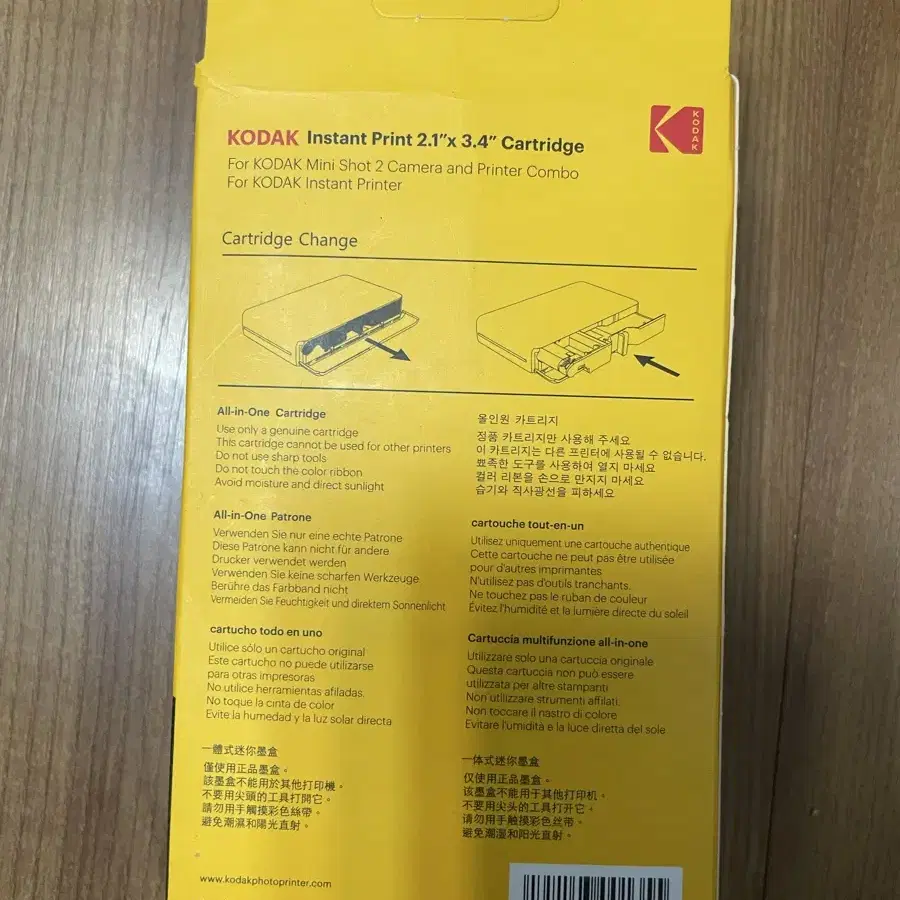 KODAK Instant Print 2.1”x 3.4” Cartridge
KODAK
For KODAK Mini Shot 2 Camera and Printer Combo
For KODAK Instant Printer
Cartridge Change
All-in-One Cartridge
Use only a genuine cartridge
This cartridge cannot be used for other printers
Do not use sharp tools
Do not touch the color ribbon
Avoid moisture and direct sunlight
올인원 카트리지
정품 카트리지만 사용해 주세요
이 카트리지는 다른 프린터에 사용될 수 없습니다.
뾰족한 도구를 사용하여 열지 마세요
컬러 리본을 손으로 만지지 마세요
습기와 직사광선을 피하세요
All-in-One Patrone
Verwenden Sie nur eine echte Patrone
Diese Patrone kann nicht für andere
Drucker verwendet werden
Verwenden Sie keine scharfen Werkzeuge
Berühre das Farbband nicht
Vermeiden Sie Feuchtigkeit und direktem Sonnenlicht
cartouche tout-en-un
Utilisez uniquement une cartouche authentique
Cette cartouche ne peut pas être utilisée
pour d'autres imprimantes
N'utilisez pas d'outils tranchants.
Ne touchez pas le ruban de couleur
Évitez l'humidité et la lumière directe du soleil
cartucho todo en uno
Utilice sólo un cartucho original
Este cartucho no puede utilizarse
para otras impresoras
No utilice herramientas afiladas.
No toque la cinta de color
Evite la humedad y la luz solar directa
Cartuccia multifunzione all-in-one
Utilizzare solo una cartuccia originale
Questa cartuccia non può essere
utilizzata per altre stampanti
Non utilizzare strumenti affilati.
Non toccare il nastro di colore
Evitare l'umidità e la luce diretta del sole
一體式迷你墨盒
僅使用正品墨盒。
該墨盒不能用於其他打印機。
不要用尖頭的工具打開它。
請勿用手觸摸彩色絲帶。
避免潮濕和陽光直射。
一体式迷你墨盒
仅使用正品墨盒。
该墨盒不能用于其他打印机。
不要用尖头的工具打开它。
请勿用手触摸彩色丝带。
避免潮湿和阳光直射。
www.kodakphotoprinter.com